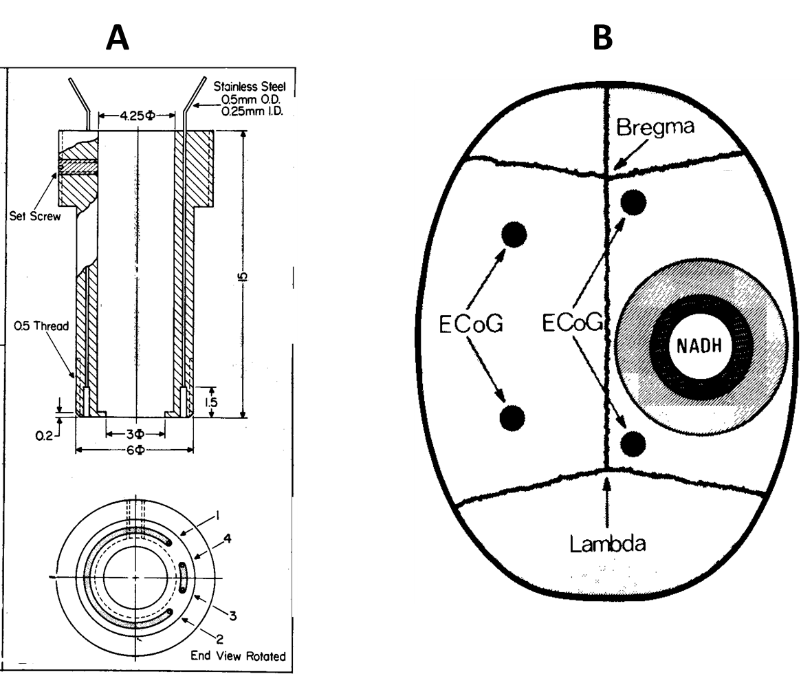 A
B
Stainless Steel
0.5mm O.D.
0.25mm I.D.
4.25Φ
Set Screw
15
0.5 Thread
1.5
0.2
3Φ
6Φ
1
4
3
2
End View Rotated
Bregma
ECoG
ECoG
NADH
Lambda